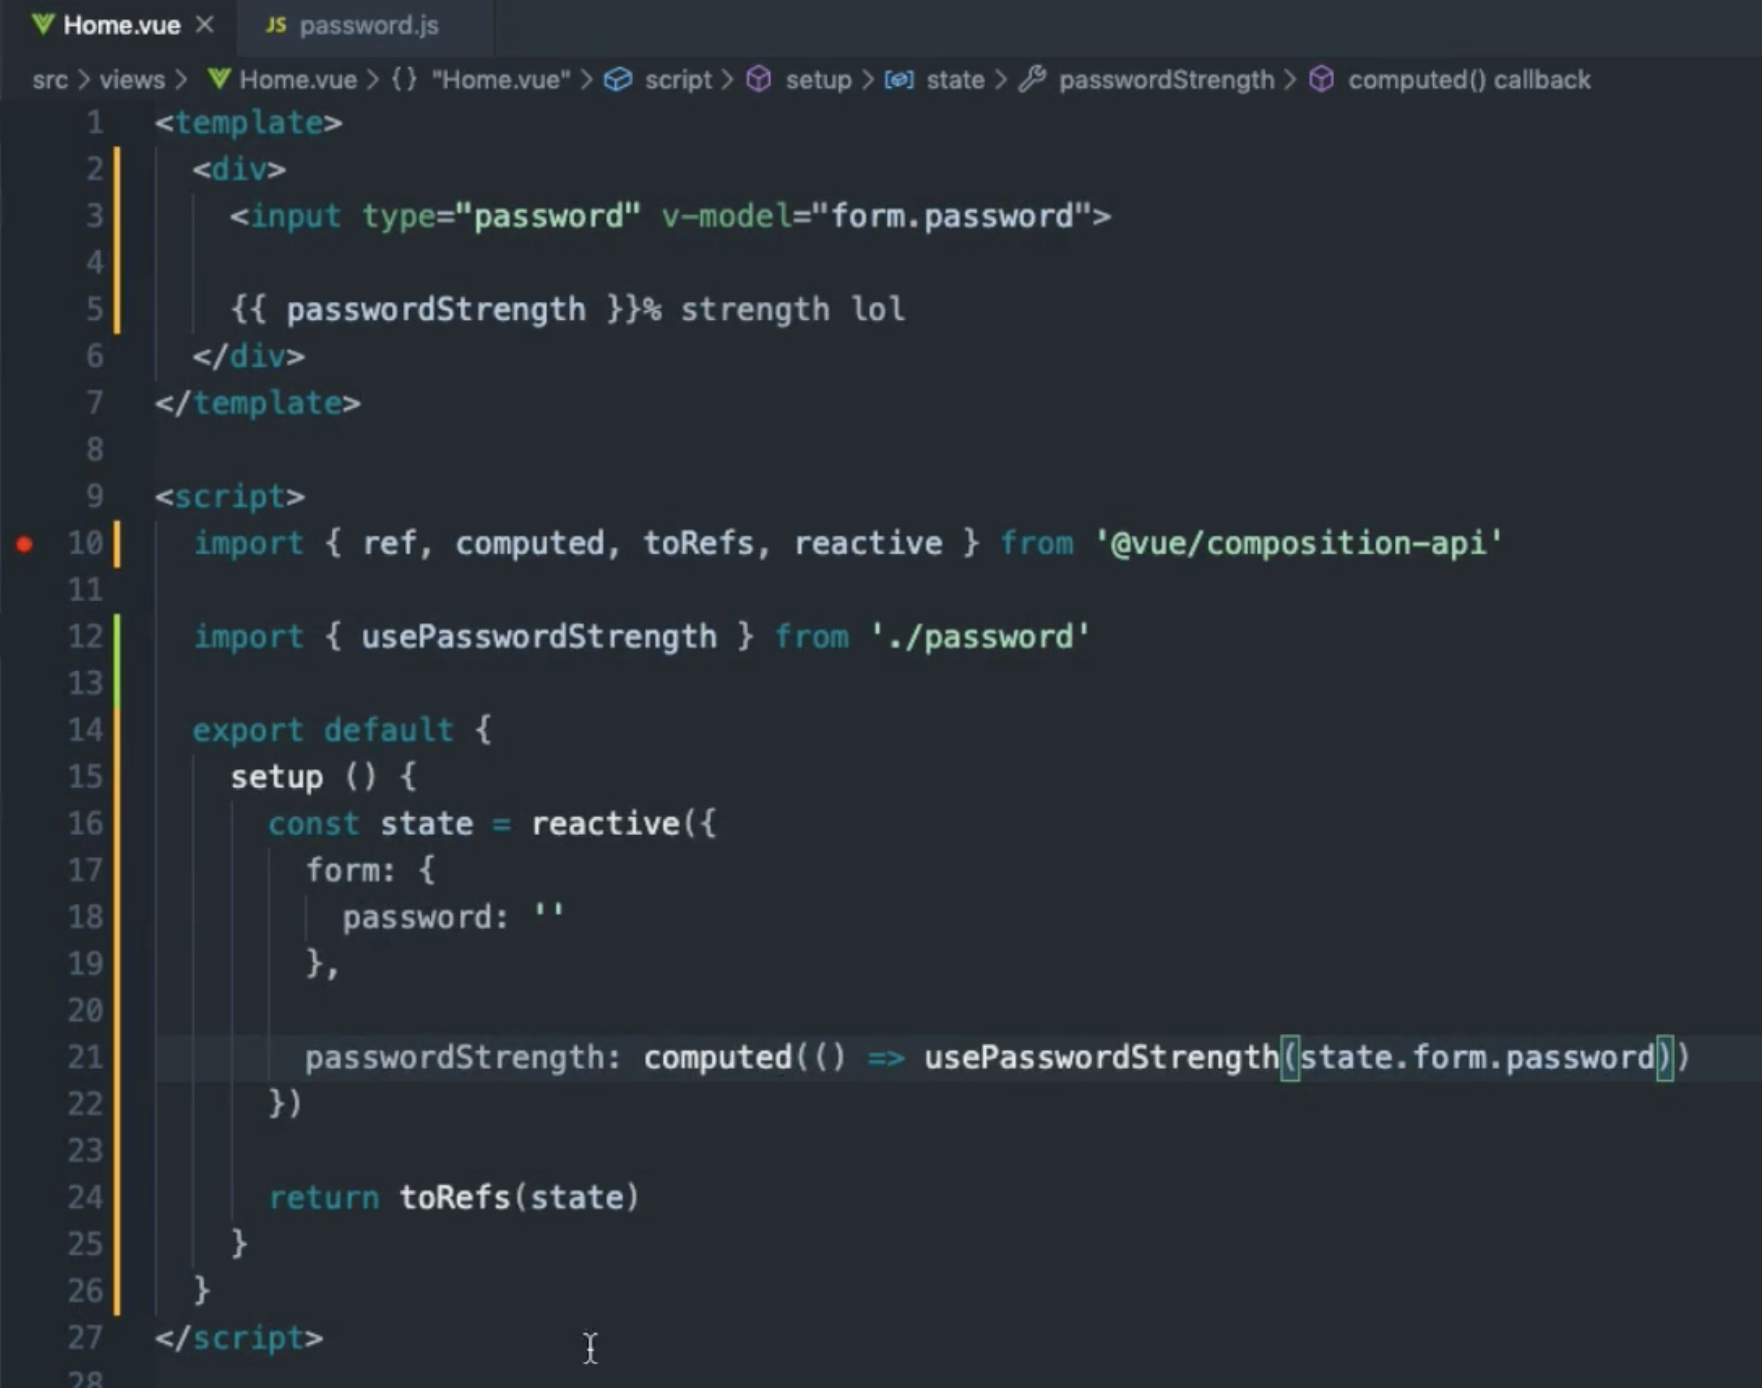 Home.vue × JS password.js
src > views > Home.vue > {} "Home.vue" > script > setup > state > passwordStrength > computed() callback
1 <template>
2 <div>
3 <input type="password" v-model="form.password">
4
5 {{ passwordStrength }}% strength lol
6 </div>
7 </template>
8
9 <script>
10 import { ref, computed, toRefs, reactive } from '@vue/composition-api'
11
12 import { usePasswordStrength } from './password'
13
14 export default {
15 setup () {
16 const state = reactive({
17 form: {
18 password: ''
19 },
20
21 passwordStrength: computed(() => usePasswordStrength(state.form.password))
22 })
23
24 return toRefs(state)
25 }
26 }
27 </script>
28